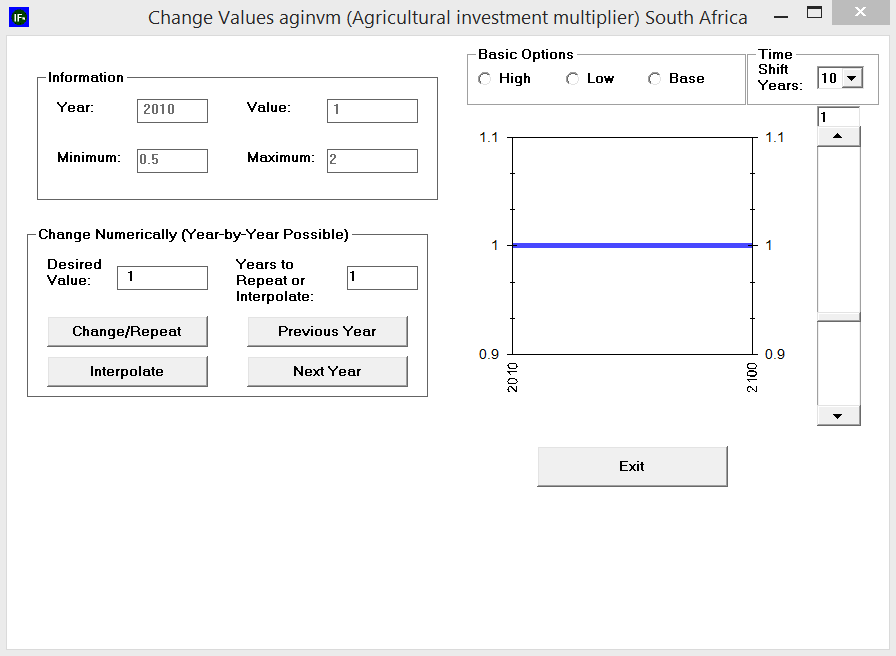 IFs Change Values aginvm (Agricultural investment multiplier) South Africa
Information
Year: 2010 Value: 1
Minimum: 0.5 Maximum: 2
Change Numerically (Year-by-Year Possible)
Desired
Value: 1
Years to
Repeat or
Interpolate: 1
Change/Repeat Previous Year
Interpolate Next Year
Basic Options
High Low Base
Time
Shift
Years: 10
1
1.1 1.1
1 1
0.9 0.9
2010 2100
Exit